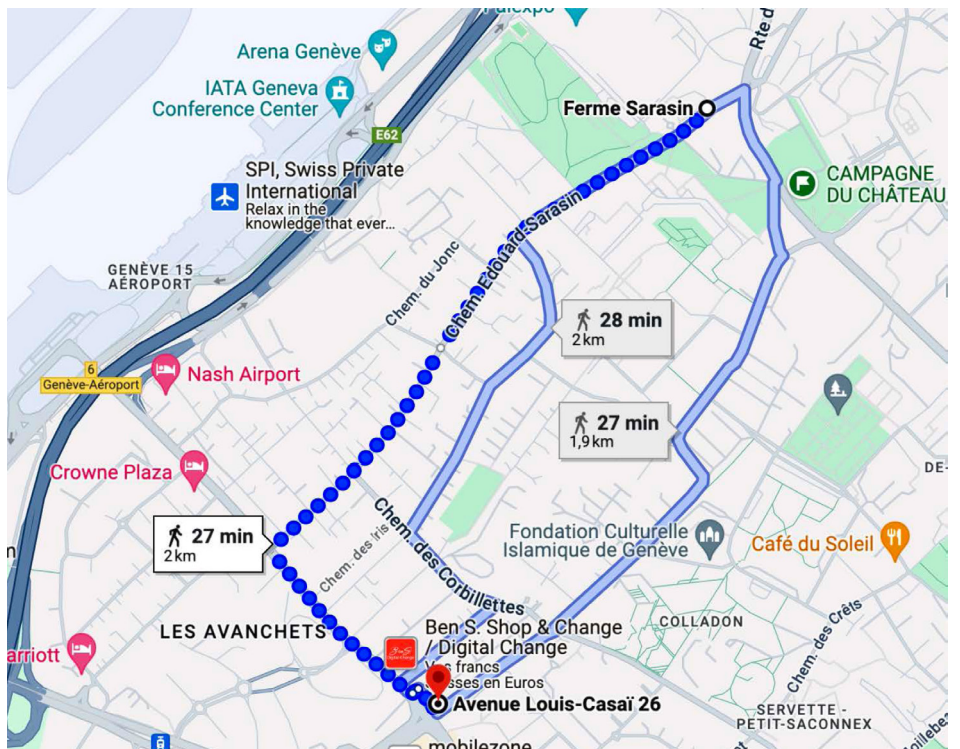 Palexpo
Rte d
Arena Genève
IATA Geneva
Conference Center
Ferme Sarasin
E62
SPI, Swiss Private
International
Relax in the
knowledge that ever...
CAMPAGNE
DU CHÂTEAU
Chem. Edouard-Sarasin
Chem. du Jonc
GENÈVE 15
AÉROPORT
28 min
2 km
6
Genève-Aéroport
Nash Airport
27 min
1,9 km
Crowne Plaza
DE-
Chem. des Corbillettes
27 min
2 km
Chem. des Iris
Fondation Culturelle
Islamique de Genève
Café du Soleil
LES AVANCHETS
Ben S. Shop & Change
/ Digital Change
francs
en Euros
COLLADON
Chem. des Crêts
arriott
Avenue Louis-Casaï 26
SERVETTE -
PETIT-SACONNEX
mobilezone